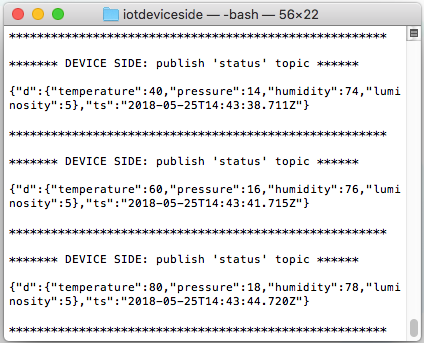 iotdeviceside — -bash — 56×22
******************************************************
******* DEVICE SIDE: publish 'status' topic ******
{"d":{"temperature":40,"pressure":14,"humidity":74,"lumi
nosity":5},"ts":"2018-05-25T14:43:38.711Z"}
******************************************************
******* DEVICE SIDE: publish 'status' topic ******
{"d":{"temperature":60,"pressure":16,"humidity":76,"lumi
nosity":5},"ts":"2018-05-25T14:43:41.715Z"}
******************************************************
******* DEVICE SIDE: publish 'status' topic ******
{"d":{"temperature":80,"pressure":18,"humidity":78,"lumi
nosity":5},"ts":"2018-05-25T14:43:44.720Z"}
******************************************************